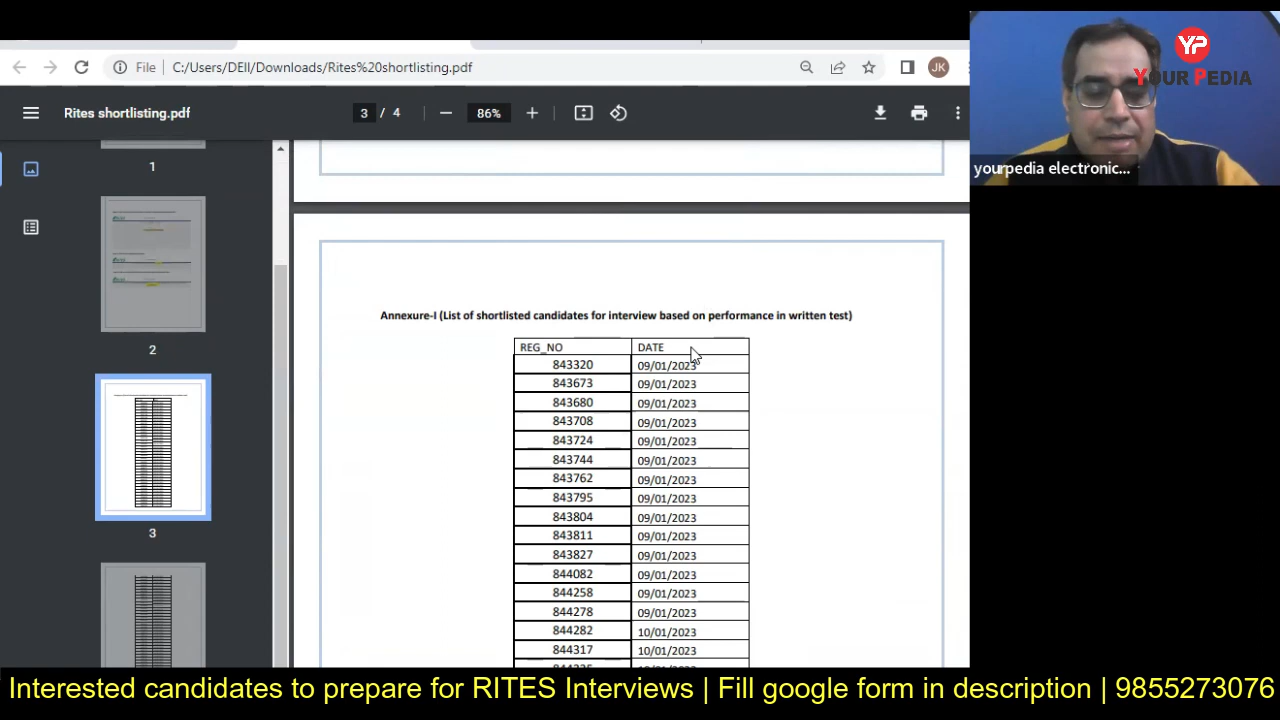 File C:/Users/DEll/Downloads/Rites%20shortlisting.pdf JK
Rites shortlisting.pdf 3 / 4 86%
YP
YOUR PEDIA
yourpedia electronic...
1
2
3
Annexure-I (List of shortlisted candidates for interview based on performance in written test)
REG_NO DATE
843320 09/01/2023
843673 09/01/2023
843680 09/01/2023
843708 09/01/2023
843724 09/01/2023
843744 09/01/2023
843762 09/01/2023
843795 09/01/2023
843804 09/01/2023
843811 09/01/2023
843827 09/01/2023
844082 09/01/2023
844258 09/01/2023
844278 09/01/2023
844282 10/01/2023
844317 10/01/2023
Interested candidates to prepare for RITES Interviews | Fill google form in description | 9855273076